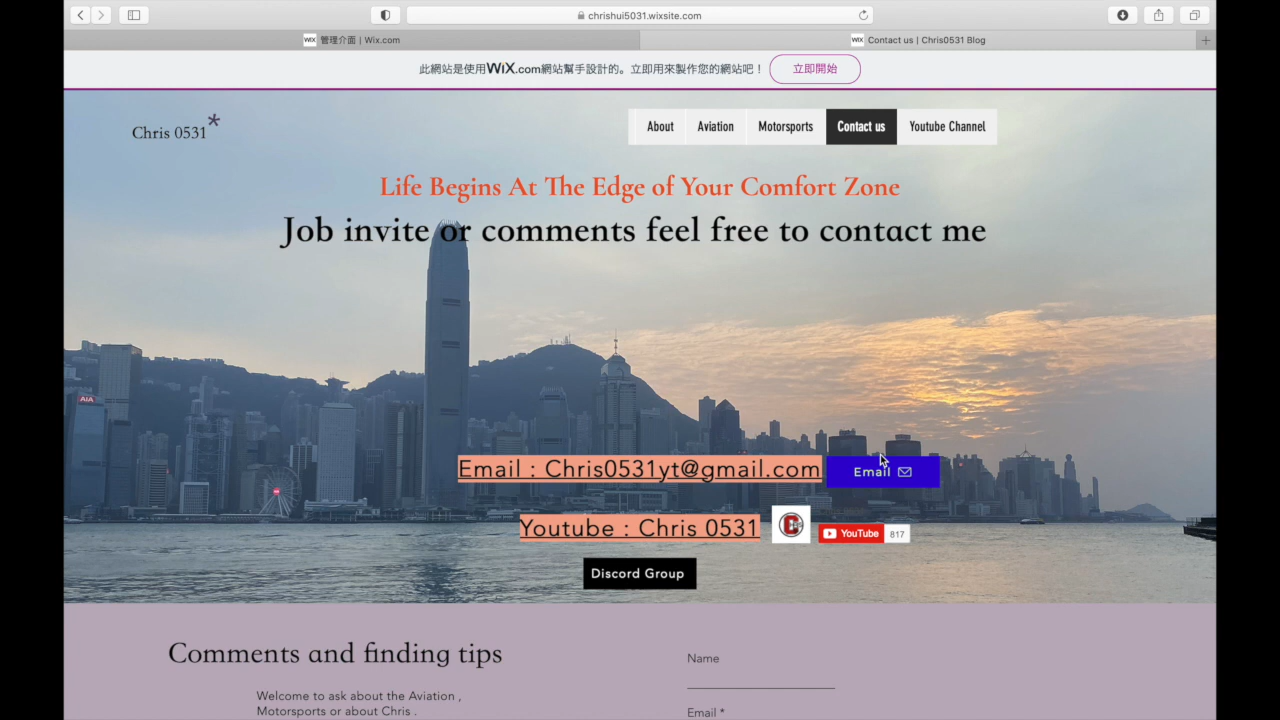 chrishui5031.wixsite.com
WIX 管理介面 | Wix.com
WIX Contact us | Chris0531 Blog
此網站是使用WiX.com網站幫手設計的。立即用來製作您的網站吧！ 立即開始
Chris 0531*
About Aviation Motorsports Contact us Youtube Channel
Life Begins At The Edge of Your Comfort Zone
Job invite or comments feel free to contact me
AIA
Email : Chris0531yt@gmail.com Email
Youtube : Chris 0531 YouTube 817
Discord Group
Comments and finding tips
Name
Welcome to ask about the Aviation ,
Motorsports or about Chris .
Email *